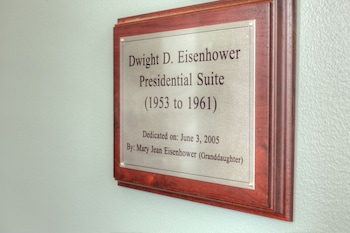 Dwight D. Eisenhower
Presidential Suite
(1953 to 1961)
Dedicated on: June 3, 2005
By: Mary Jean Eisenhower (Granddaughter)